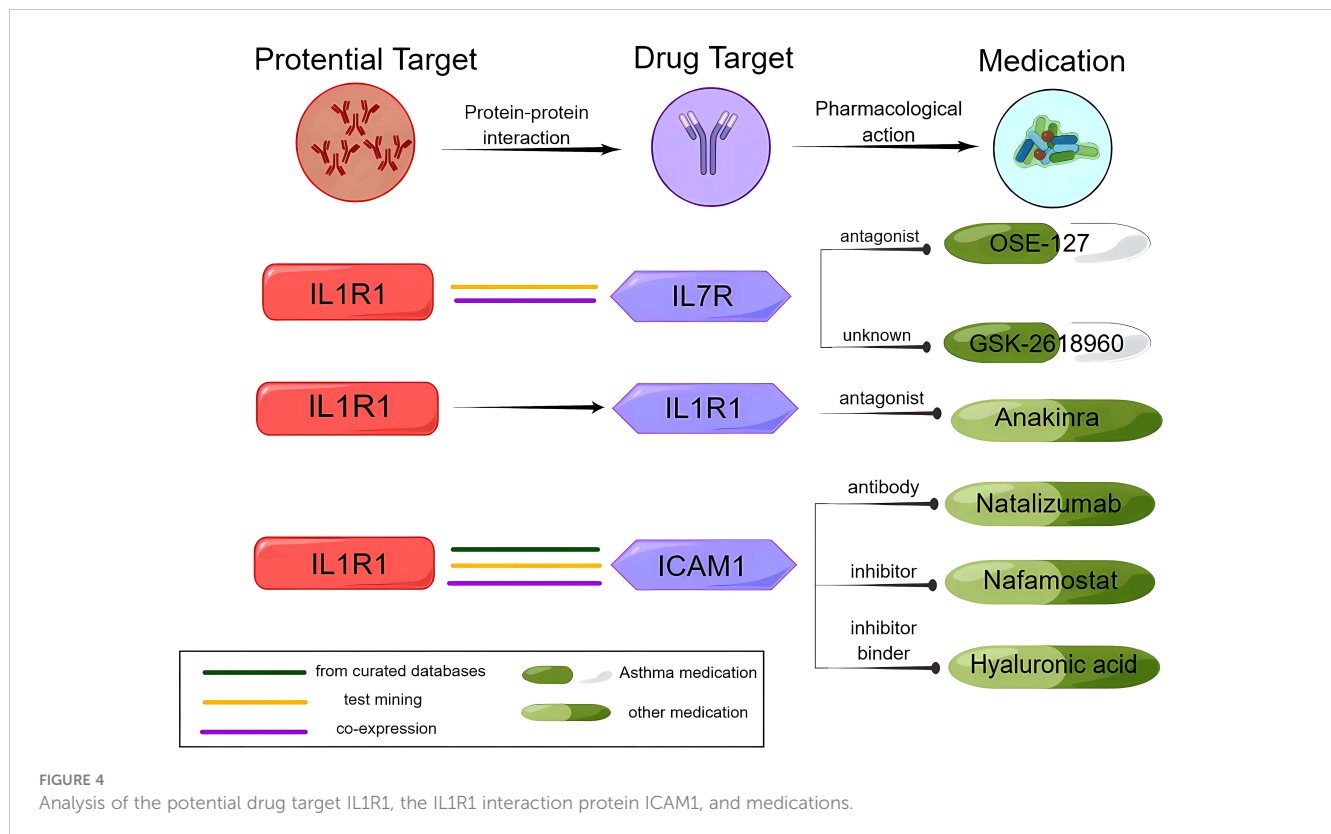 Potential Target
Drug Target
Medication
Protein-protein
interaction
Pharmacological
action
IL1R1
IL7R
antagonist
OSE-127
unknown
GSK-2618960
IL1R1
IL1R1
antagonist
Anakinra
IL1R1
ICAM1
antibody
Natalizumab
inhibitor
Nafamostat
inhibitor
binder
Hyaluronic acid
from curated databases
test mining
co-expression
Asthma medication
other medication
FIGURE 4
Analysis of the potential drug target IL1R1, the IL1R1 interaction protein ICAM1, and medications.